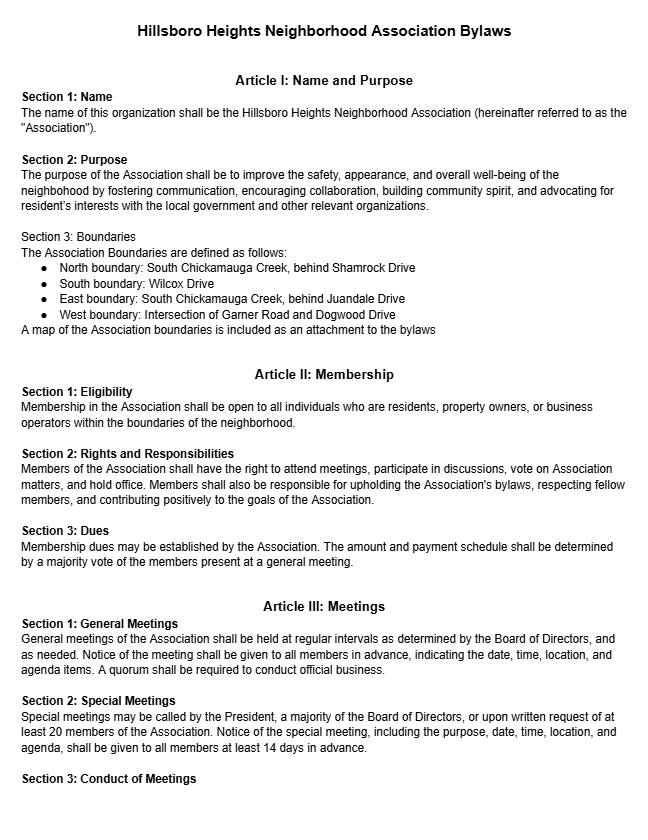 Hillsboro Heights Neighborhood Association Bylaws
Article I: Name and Purpose
Section 1: Name
The name of this organization shall be the Hillsboro Heights Neighborhood Association (hereinafter referred to as the
"Association").
Section 2: Purpose
The purpose of the Association shall be to improve the safety, appearance, and overall well-being of the
neighbohood by fostering communication, encouraging collaboration, building community spirit, and advocating for
resident's interests with the local government and other relevant organizations.
Section 3: Boundaries
The Association Boundaries are defined as follows:
● North boundary: South Chickamauga Creek, behind Shamrock Drive
● South boundary: Wilcox Drive
● East boundary: South Chickamauga Creek, behind Juandale Drive
● West boundary: Intersection of Garner Road and Dogwood Drive
A map of the Association boundaries is included as an attachment to the bylaws
Article II: Membership
Section 1: Eligibility
Membership in the Association shall be open to all individuals who are residents, property owners, or business
operators within the boundaries of the neighborhood.
Section 2: Rights and Responsibilities
Members of the Association shall have the right to attend meetings, participate in discussions, vote on Association
matters, and hold office. Members shall also be responsible for upholding the Association's bylaws, respecting fellow
members, and contributing positively to the goals of the Association.
Section 3: Dues
Membership dues may be established by the Association. The amount and payment schedule shall be determined
by a majority vote of the members present at a general meeting.
Article III: Meetings
Section 1: General Meetings
General meetings of the Association shall be held at regular intervals as determined by the Board of Directors, and
as needed. Notice of the meeting shall be given to all members in advance, indicating the date, time, location, and
agenda items. A quorum shall be required to conduct official business.
Section 2: Special Meetings
Special meetings may be called by the President, a majority of the Board of Directors, or upon written request of at
least 20 members of the Association. Notice of the special meeting, including the purpose, date, time, location, and
agenda, shall be given to all members at least 14 days in advance.
Section 3: Conduct of Meetings